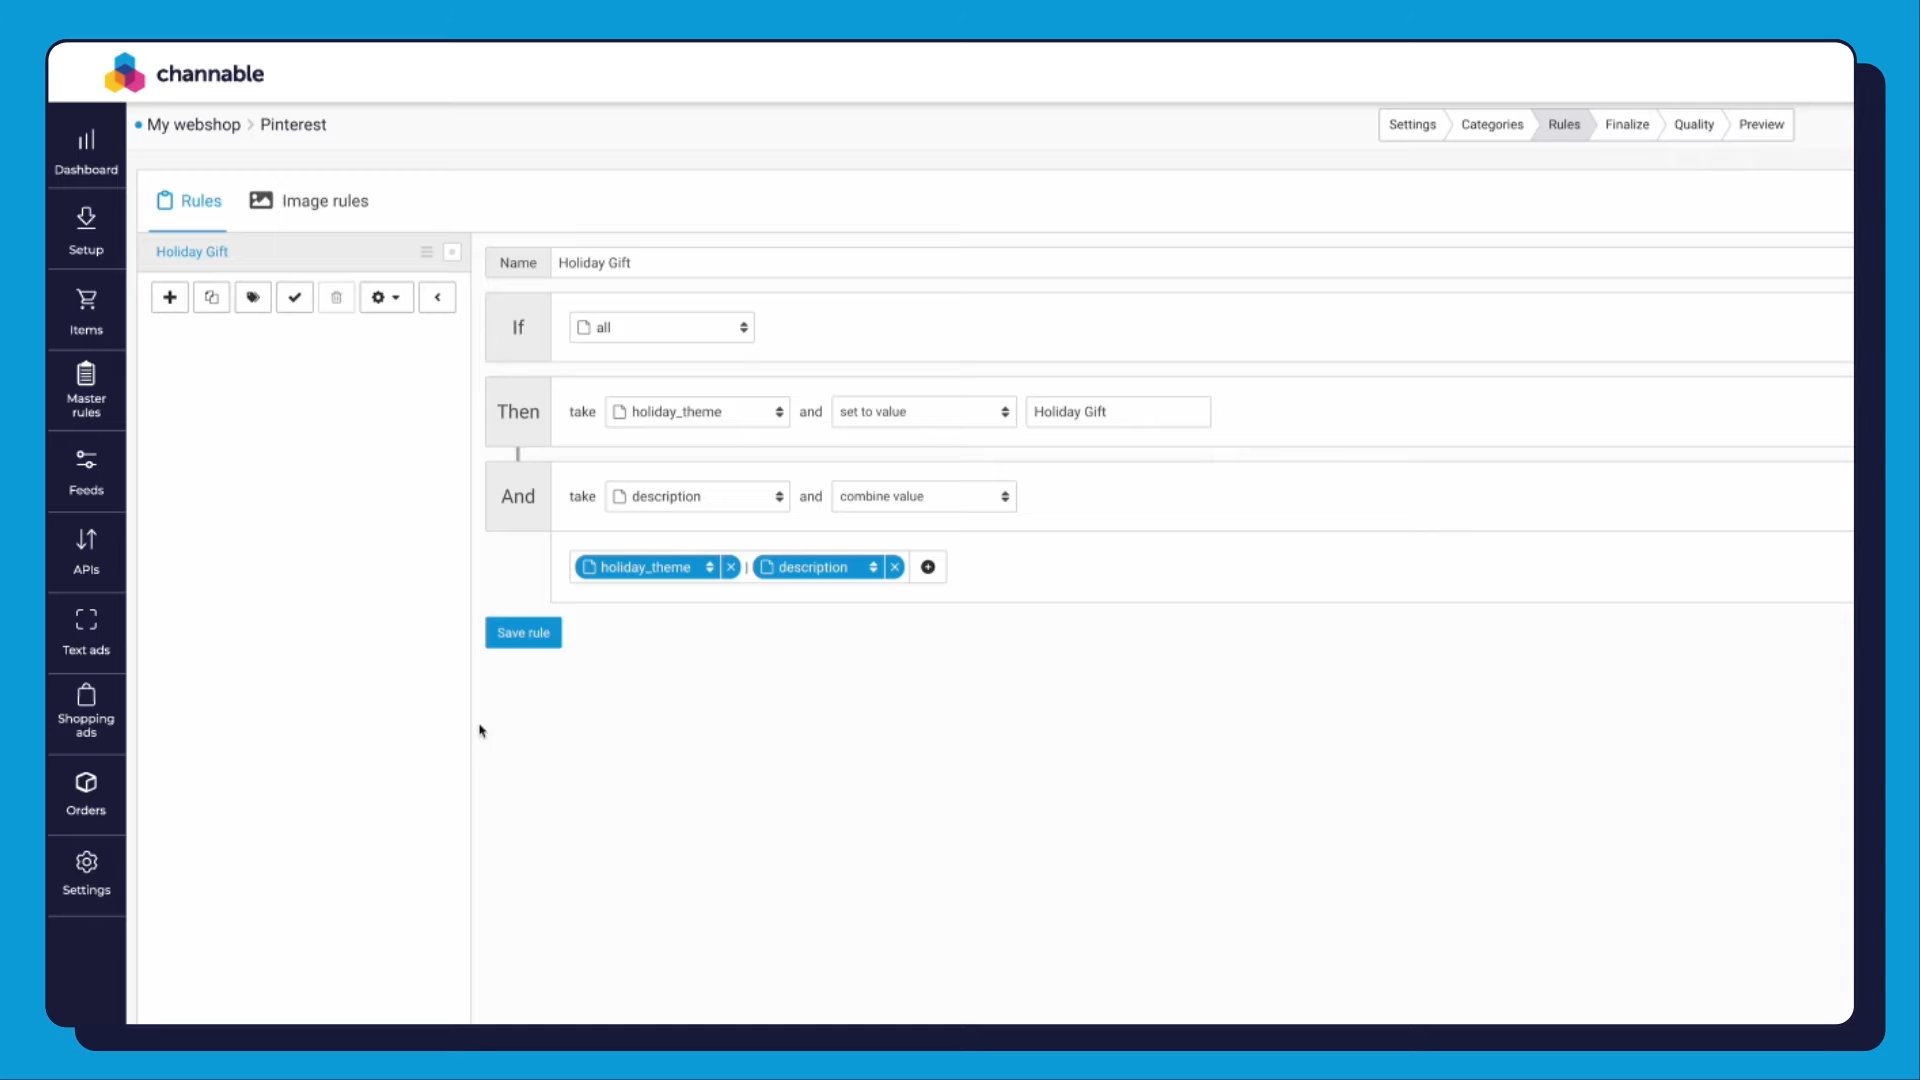 channable
My webshop > Pinterest
Settings
Categories
Rules
Finalize
Quality
Preview
Dashboard
Setup
Items
Master
rules
Feeds
APIs
Text ads
Shopping
ads
Orders
Settings
Rules
Image rules
Holiday Gift
Name Holiday Gift
If all
Then take holiday_theme and set to value Holiday Gift
And take description and combine value
holiday_theme | description
Save rule